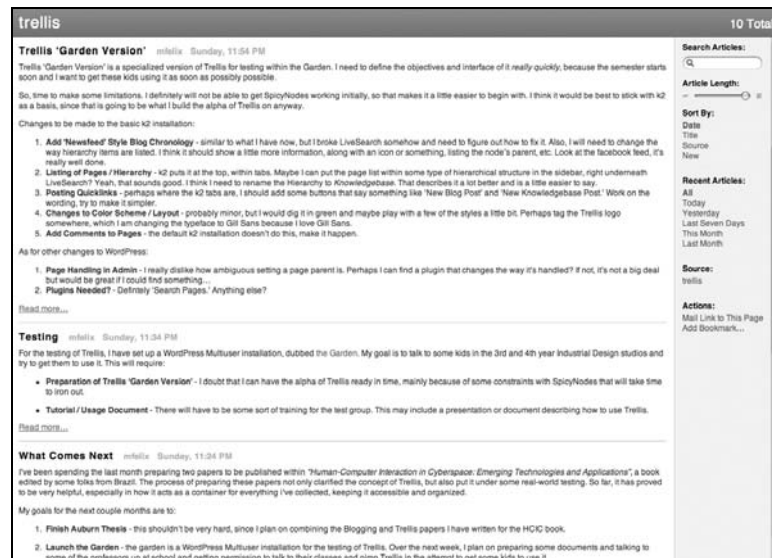 trellis
10 Total
Trellis 'Garden Version' mfelix Sunday, 11:54 PM
Trellis 'Garden Version' is a specialized version of Trellis for testing within the Garden. I need to define the objectives and interface of it really quickly, because the semester starts
soon and I want to get these kids using it as soon as possibly possible.
So, time to make some limitations. I definitely will not be able to get SpicyNodes working initially, so that makes it a little easier to begin with. I think it would be best to stick with k2
as a basis, since that is going to be what I build the alpha of Trellis on anyway.
Changes to be made to the basic k2 installation:
1. Add 'Newsfeed' Style Blog Chronology - similar to what I have now, but I broke LiveSearch somehow and need to figure out how to fix it. Also, I will need to change the
way hierarchy items are listed. I think it should show a little more information, along with an icon or something, listing the node's parent, etc. Look at the facebook feed, it's
really well done.
2. Listing of Pages / Hierarchy - k2 puts it at the top, within tabs. Maybe I can put the page list within some type of hierarchical structure in the sidebar, right underneath
LiveSearch? Yeah, that sounds good. I think I need to rename the Hierarchy to Knowledgebase. That describes it a lot better and is a little easier to say.
3. Posting Quicklinks - perhaps where the k2 tabs are, I should add some buttons that say something like 'New Blog Post' and 'New Knowledgebase Post.' Work on the
wording, try to make it simpler.
4. Changes to Color Scheme / Layout - probably minor, but I would dig it in green and maybe play with a few of the styles a little bit. Perhaps tag the Trellis logo
somewhere, which I am changing the typeface to Gill Sans because I love Gill Sans.
5. Add Comments to Pages - the default k2 installation doesn't do this, make it happen.
As for other changes to WordPress:
1. Page Handling in Admin - I really dislike how ambiguous setting a page parent is. Perhaps I can find a plugin that changes the way it's handled? If not, it's not a big deal
but would be great if I could find something...
2. Plugins Needed? - Defintely 'Search Pages.' Anything else?
Read more...
Testing mfelix Sunday, 11:34 PM
For the testing of Trellis, I have set up a WordPress Multiuser installation, dubbed the Garden. My goal is to talk to some kids in the 3rd and 4th year Industrial Design studios and
try to get them to use it. This will require:
• Preparation of Trellis 'Garden Version' - I doubt that I can have the alpha of Trellis ready in time, mainly because of some constraints with SpicyNodes that will take time
to iron out.
• Tutorial / Usage Document - There will have to be some sort of training for the test group. This may include a presentation or document describing how to use Trellis.
Read more...
What Comes Next mfelix Sunday, 11:24 PM
I've been spending the last month preparing two papers to be published within "Human-Computer Interaction in Cyberspace: Emerging Technologies and Applications", a book
edited by some folks from Brazil. The process of preparing these papers not only clarified the concept of Trellis, but also put it under some real-world testing. So far, it has proved
to be very helpful, especially in how it acts as a container for everything I've collected, keeping it accessible and organized.
My goals for the next couple months are to:
1. Finish Auburn Thesis - this shouldn't be very hard, since I plan on combining the Blogging and Trellis papers I have written for the HCIC book.
2. Launch the Garden - the garden is a WordPress Multiuser installation for the testing of Trellis. Over the next week, I plan on preparing some documents and talking to
some of the professors up at school and getting permission to talk to their classes and pimp Trellis in the attempt to get some kids to use it.
Search Articles:
Article Length:
Sort By:
Date
Title
Source
New
Recent Articles:
All
Today
Yesterday
Last Seven Days
This Month
Last Month
Source:
trellis
Actions:
Mail Link to This Page
Add Bookmark...